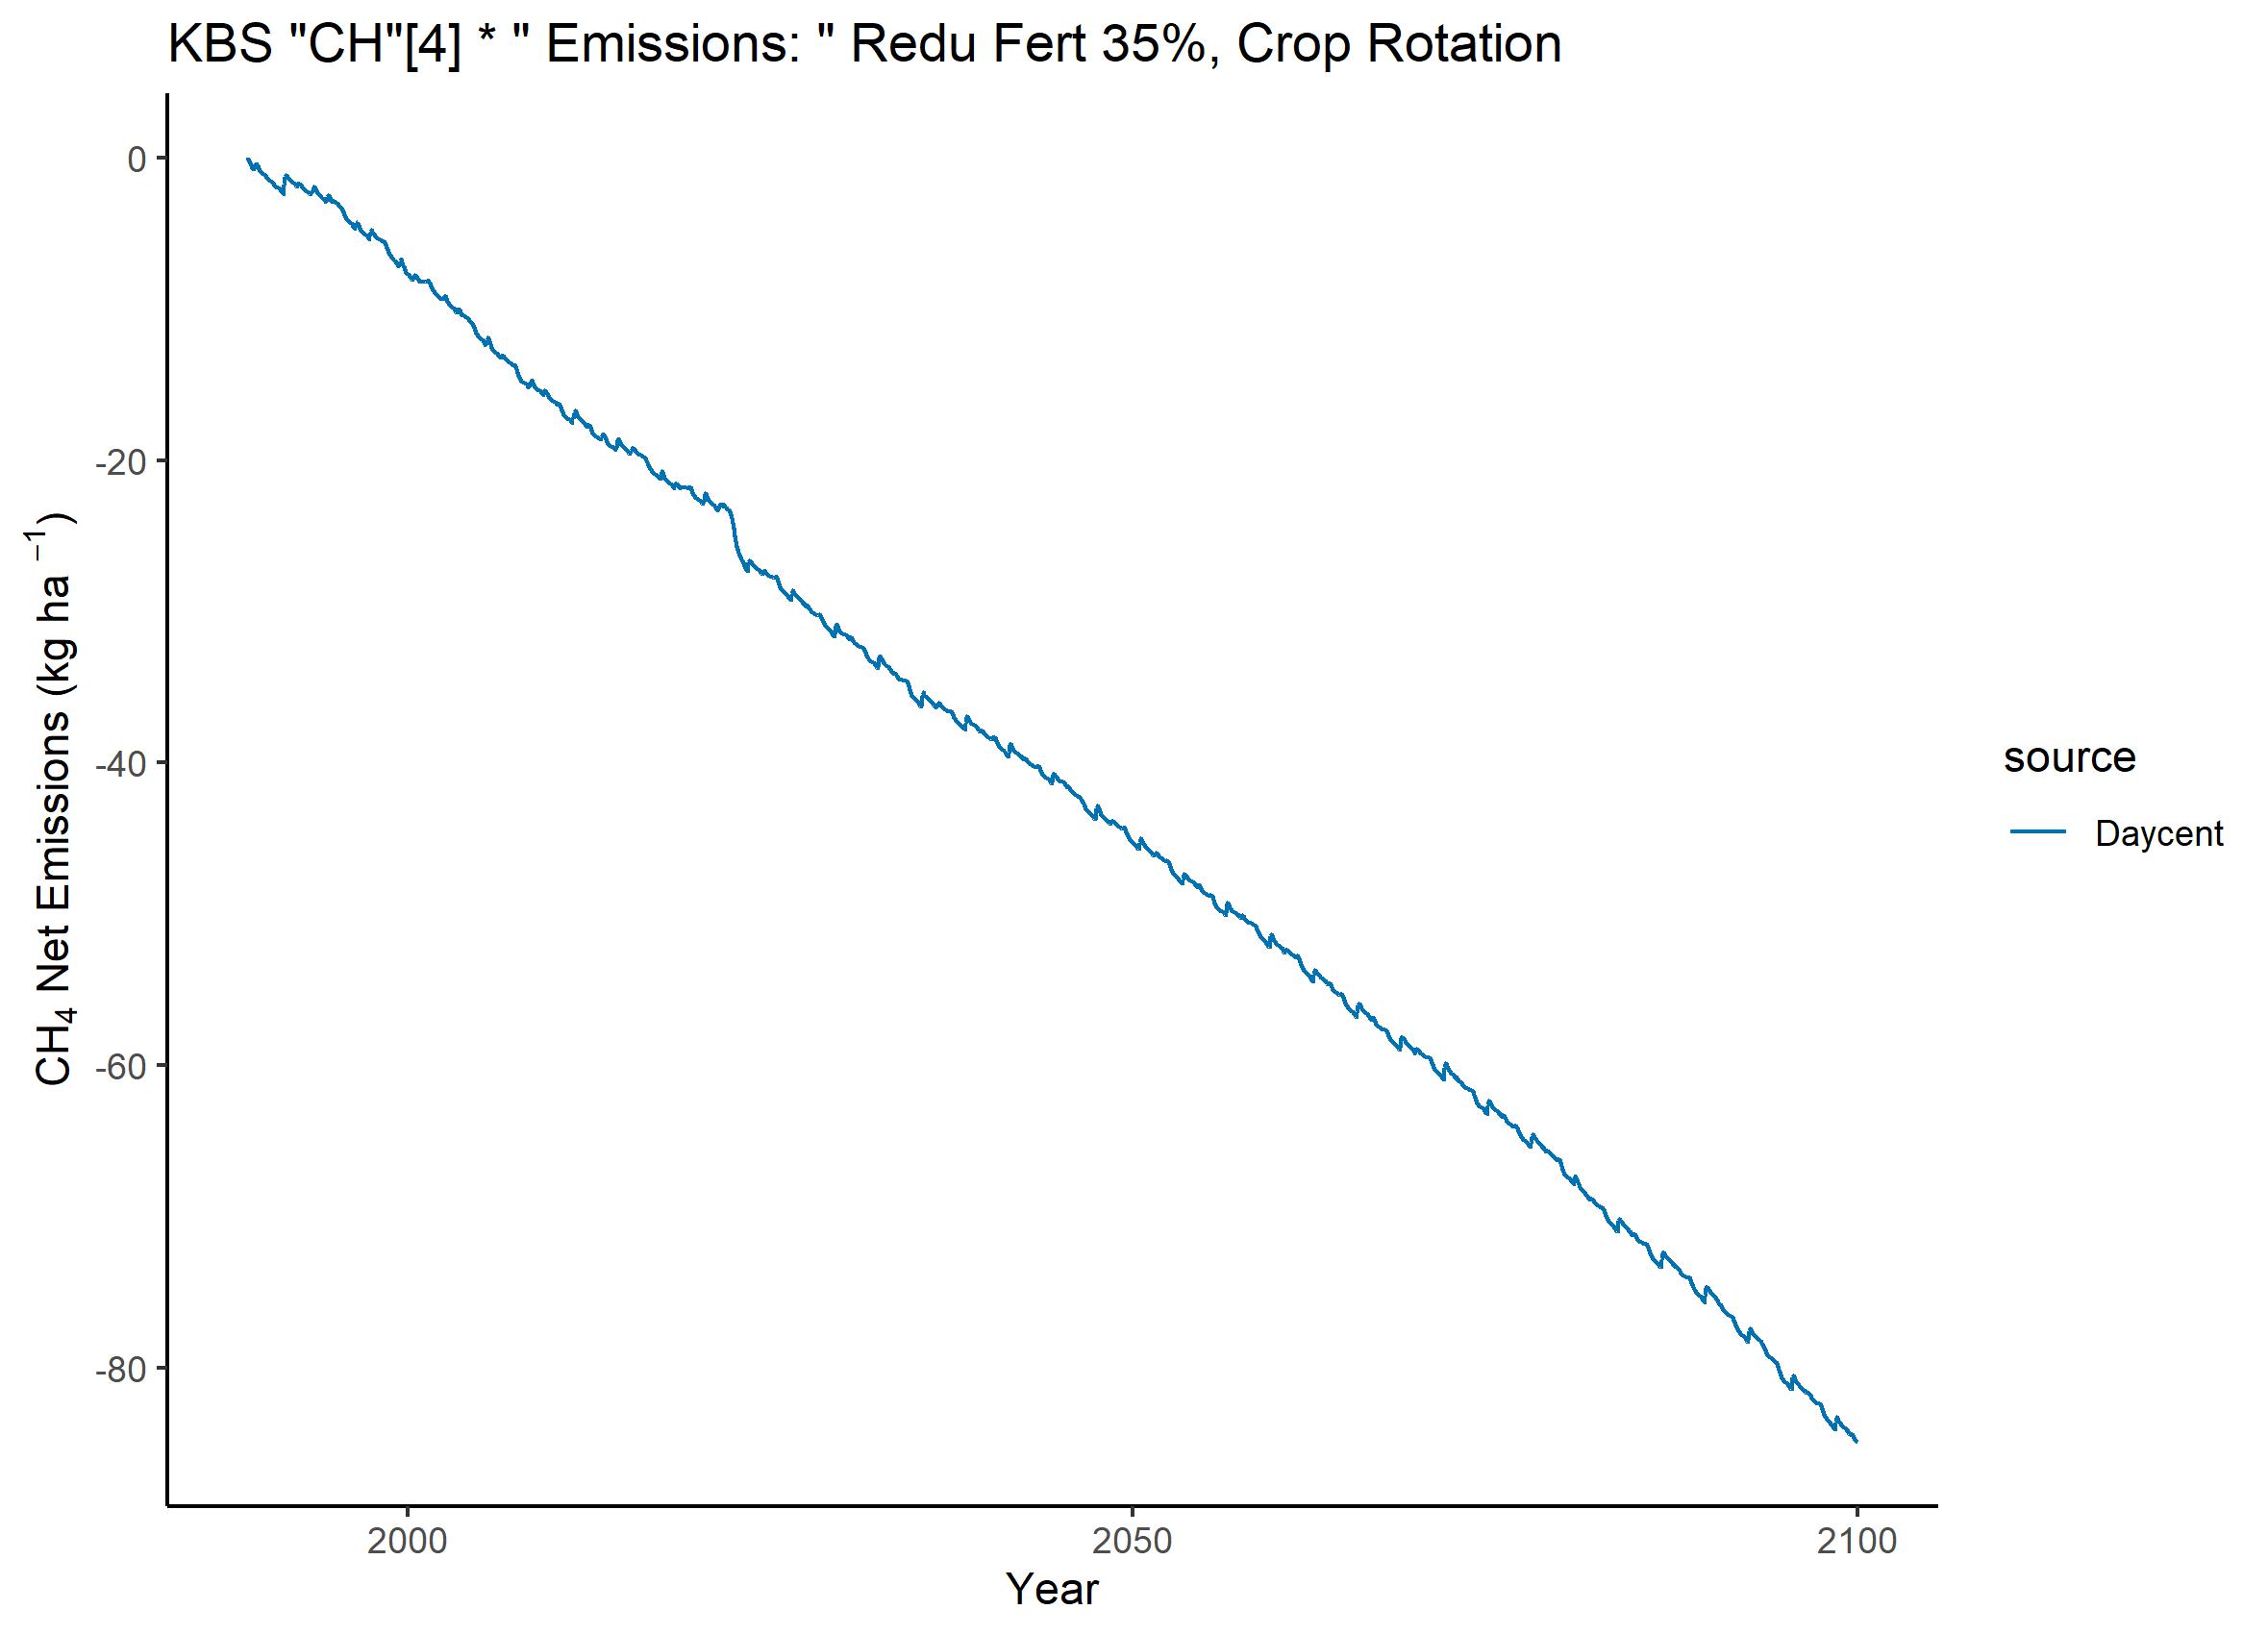 KBS "CH"[4] * " Emissions: " Redu Fert 35%, Crop Rotation
CH₄ Net Emissions (kg ha ⁻¹)
0
-20
-40
-60
-80
2000
2050
2100
Year
source
Daycent